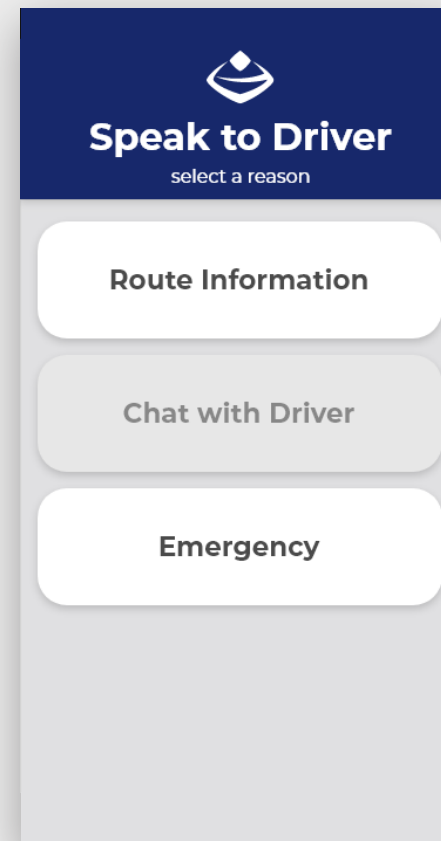 Speak to Driver
select a reason
Route Information
Chat with Driver
Emergency